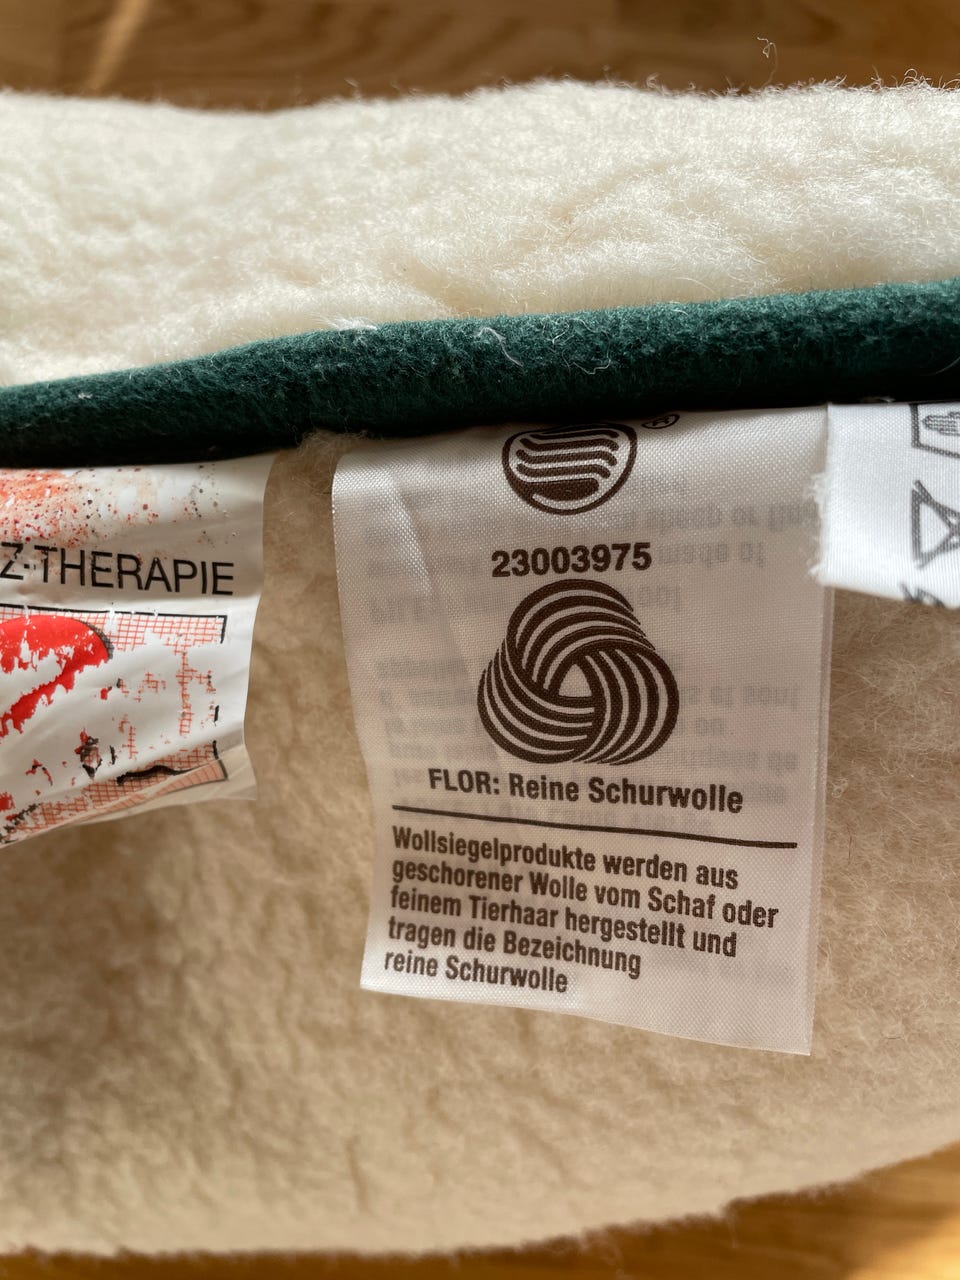 Z-THERAPIE
®
23003975
FLOR: Reine Schurwolle
Wollsiegelprodukte werden aus
geschorener Wolle vom Schaf oder
feinem Tierhaar hergestellt und
tragen die Bezeichnung
reine Schurwolle